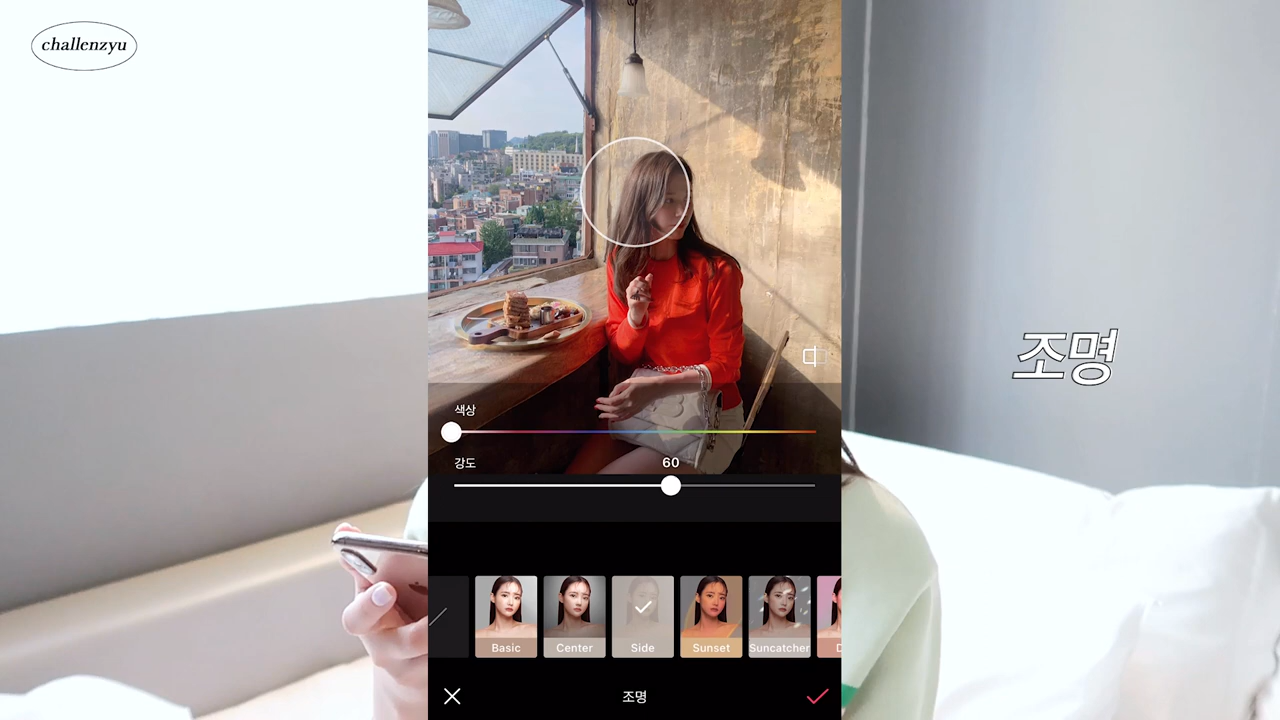 challenzyu
조명
색상
강도
60
Basic
Center
Side
Sunset
Suncatcher
조명